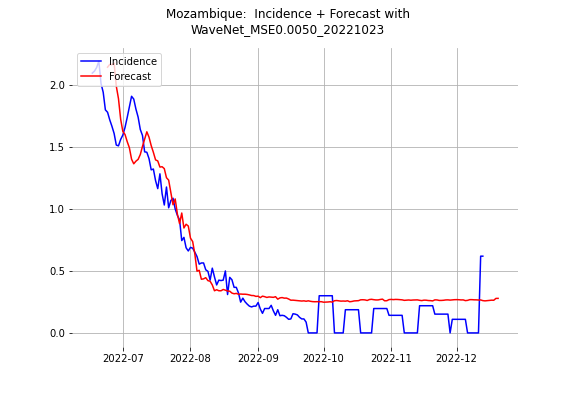 Mozambique:  Incidence + Forecast with
WaveNet_MSE0.0050_20221023
Incidence
Forecast
2.0
1.5
1.0
0.5
0.0
2022-07
2022-08
2022-09
2022-10
2022-11
2022-12